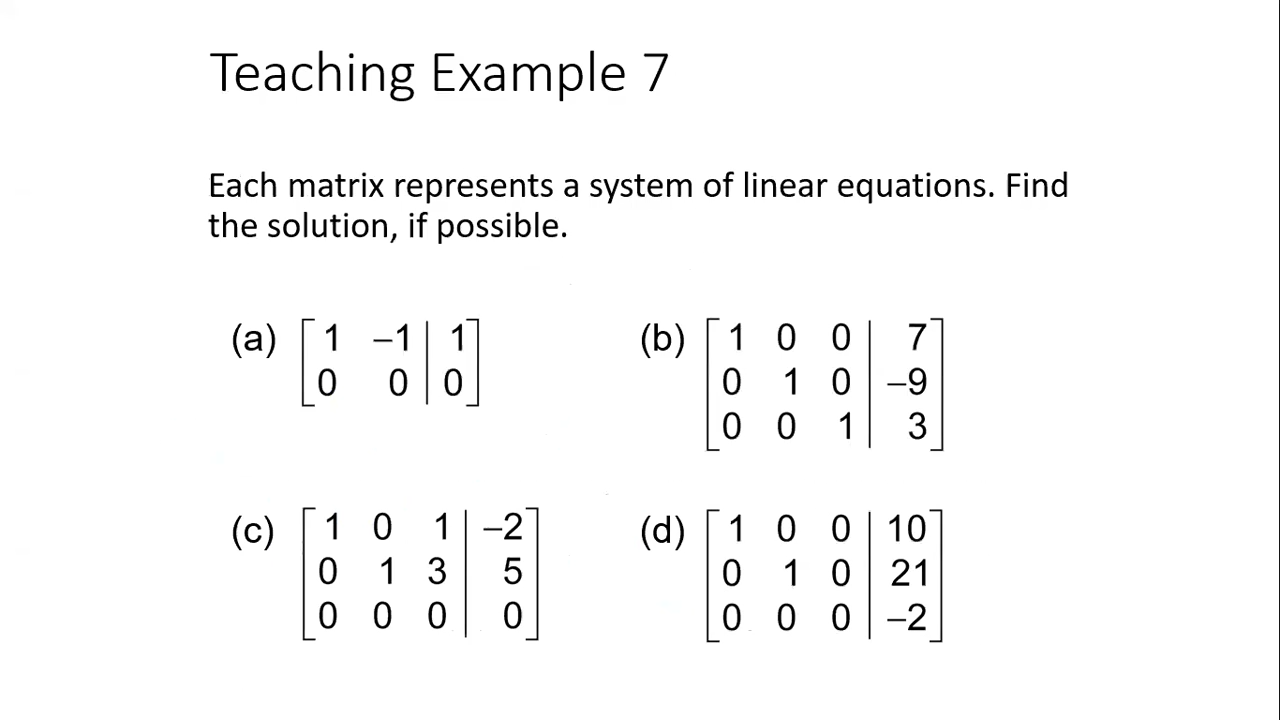 Teaching Example 7
Each matrix represents a system of linear equations. Find
the solution, if possible.
(a) [ 1 –1 | 1 ]
[ 0 0 | 0 ]
(b) [ 1 0 0 | 7 ]
[ 0 1 0 | –9 ]
[ 0 0 1 | 3 ]
(c) [ 1 0 1 | –2 ]
[ 0 1 3 | 5 ]
[ 0 0 0 | 0 ]
(d) [ 1 0 0 | 10 ]
[ 0 1 0 | 21 ]
[ 0 0 0 | –2 ]